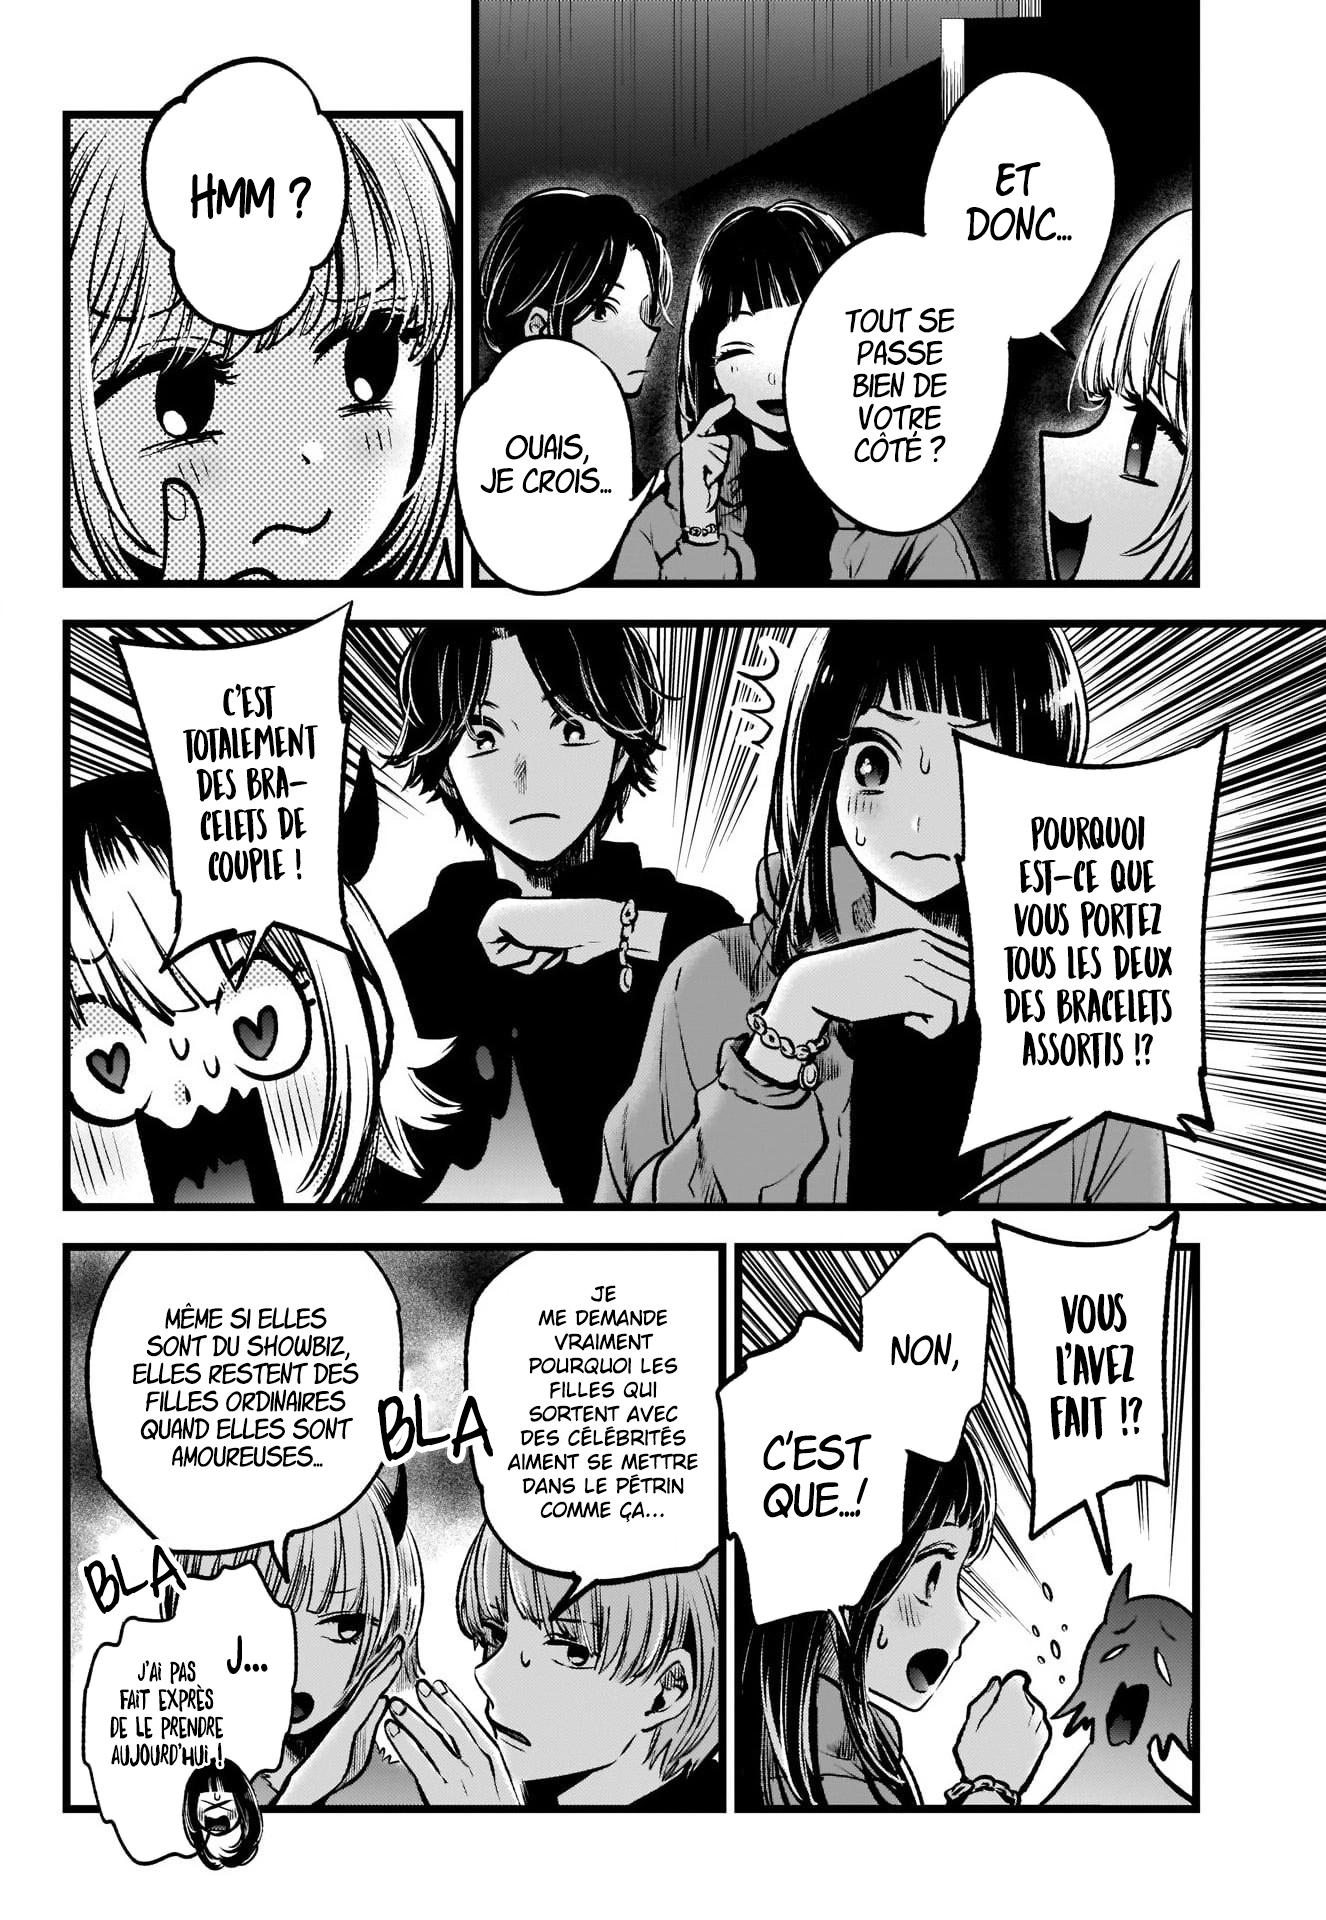 ET
DONC...
TOUT SE
PASSE
BIEN DE
VOTRE
CÔTÉ ?
OUAIS,
JE CROIS...
HMM ?
POURQUOI
EST-CE QUE
VOUS PORTEZ
TOUS LES DEUX
DES BRACELETS
ASSORTIS !?
C'EST
TOTALEMENT
DES BRA-
CELETS DE
COUPLE !
VOUS
L'AVEZ
FAIT !?
NON,
C'EST
QUE...!
JE
ME DEMANDE
VRAIMENT
POURQUOI LES
FILLES QUI
SORTENT AVEC
DES CÉLÉBRITÉS
AIMENT SE METTRE
DANS LE PÉTRIN
COMME ÇA...
BLA
MÊME SI ELLES
SONT DU SHOWBIZ,
ELLES RESTENT DES
FILLES ORDINAIRES
QUAND ELLES SONT
AMOUREUSES...
BLA
J...
J'AI PAS
FAIT EXPRÈS
DE LE PRENDRE
AUJOURD'HUI !